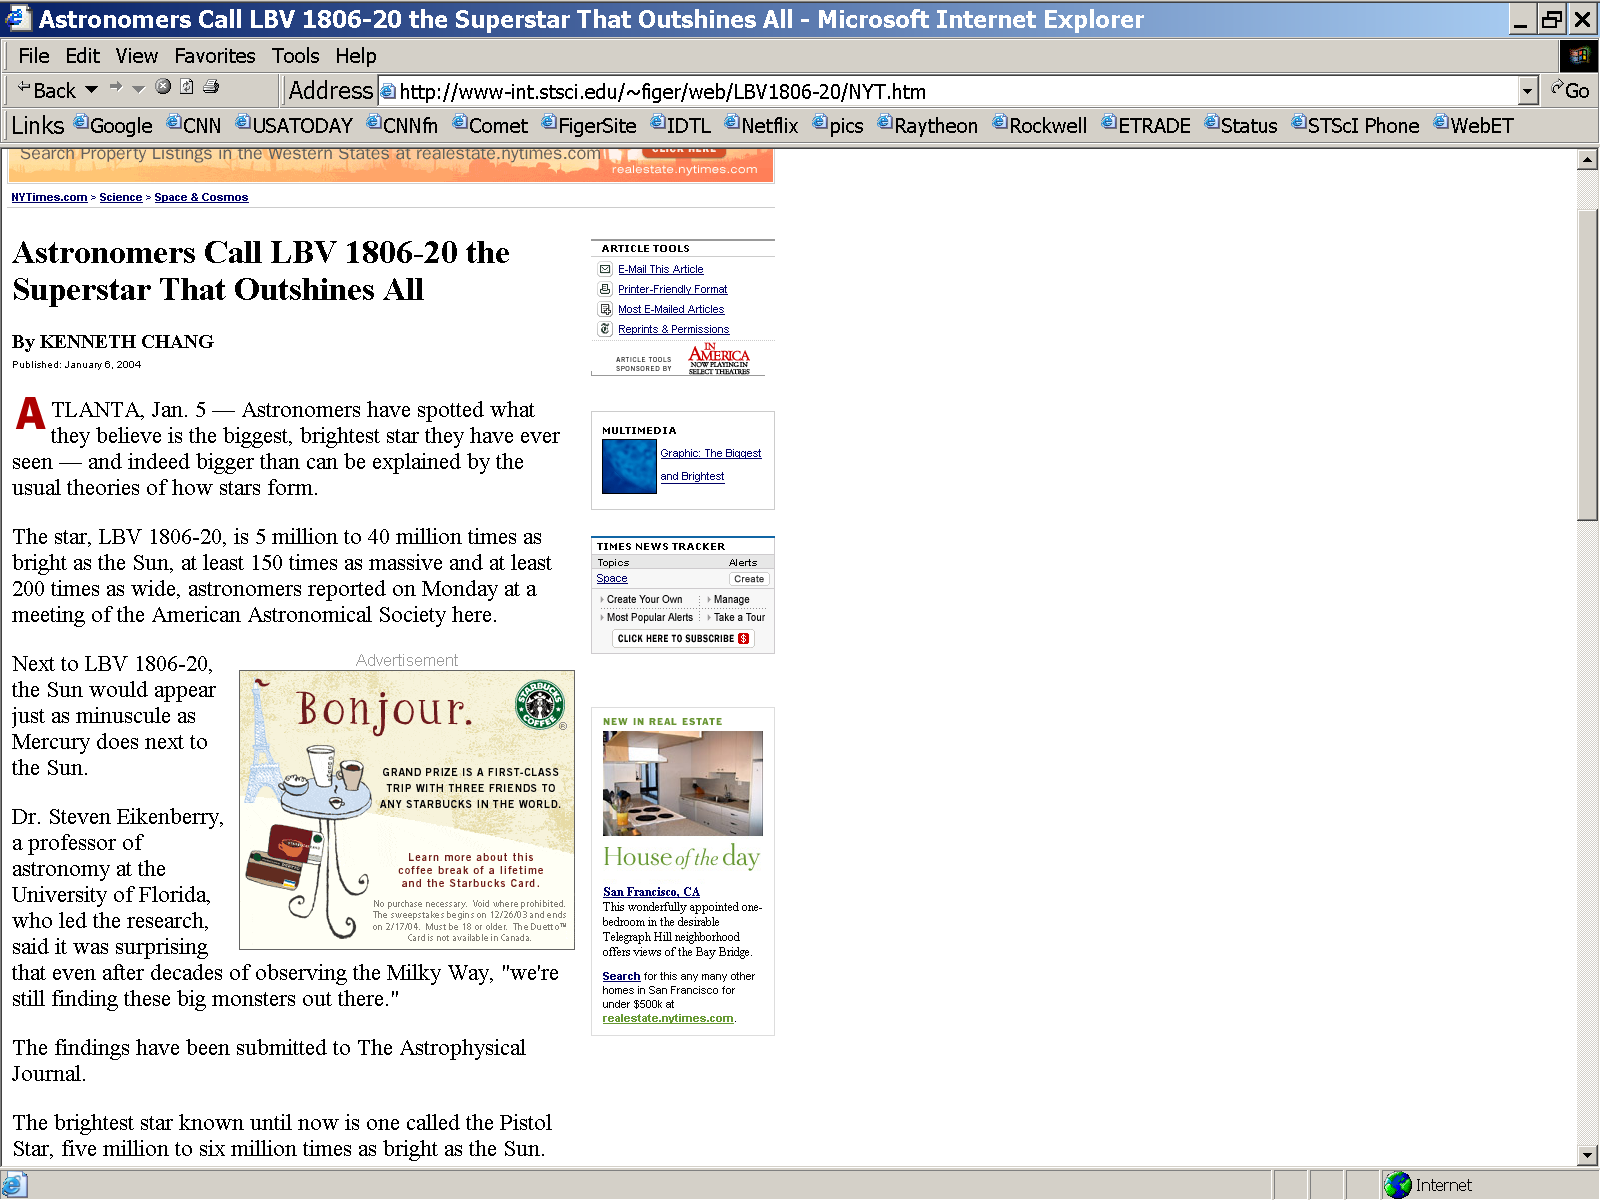 Astronomers Call LBV 1806-20 the Superstar That Outshines All - Microsoft Internet Explorer
File Edit View Favorites Tools Help
Back Address http://www-int.stsci.edu/~figer/web/LBV1806-20/NYT.htm Go
Links Google CNN USATODAY CNNfn Comet FigerSite IDTL Netflix pics Raytheon Rockwell ETRADE Status STScI Phone WebET
Search Property Listings in the Western States at realestate.nytimes.com
CLICK HERE
realestate.nytimes.com
NYTimes.com > Science > Space & Cosmos
Astronomers Call LBV 1806-20 the
Superstar That Outshines All
By KENNETH CHANG
Published: January 6, 2004
ATLANTA, Jan. 5 — Astronomers have spotted what
they believe is the biggest, brightest star they have ever
seen — and indeed bigger than can be explained by the
usual theories of how stars form.
The star, LBV 1806-20, is 5 million to 40 million times as
bright as the Sun, at least 150 times as massive and at least
200 times as wide, astronomers reported on Monday at a
meeting of the American Astronomical Society here.
Next to LBV 1806-20,
the Sun would appear
just as minuscule as
Mercury does next to
the Sun.
Dr. Steven Eikenberry,
a professor of
astronomy at the
University of Florida,
who led the research,
said it was surprising
that even after decades of observing the Milky Way, "we're
still finding these big monsters out there."
The findings have been submitted to The Astrophysical
Journal.
The brightest star known until now is one called the Pistol
Star, five million to six million times as bright as the Sun.
Advertisement
Bonjour.
STARBUCKS COFFEE
®
GRAND PRIZE IS A FIRST-CLASS
TRIP WITH THREE FRIENDS TO
ANY STARBUCKS IN THE WORLD.
Learn more about this
coffee break of a lifetime
and the Starbucks Card.
No purchase necessary. Void where prohibited.
The sweepstakes begins on 12/26/03 and ends
on 2/17/04. Must be 18 or older. The Duetto™
Card is not available in Canada.
ARTICLE TOOLS
E-Mail This Article
Printer-Friendly Format
Most E-Mailed Articles
Reprints & Permissions
ARTICLE TOOLS
SPONSORED BY
IN
AMERICA
NOW PLAYING IN
SELECT THEATRES
MULTIMEDIA
Graphic: The Biggest
and Brightest
TIMES NEWS TRACKER
Topics Alerts
Space Create
Create Your Own Manage
Most Popular Alerts Take a Tour
CLICK HERE TO SUBSCRIBE $
NEW IN REAL ESTATE
House of the day
San Francisco, CA
This wonderfully appointed one-
bedroom in the desirable
Telegraph Hill neighborhood
offers views of the Bay Bridge.
Search for this any many other
homes in San Francisco for
under $500k at
realestate.nytimes.com.
Internet